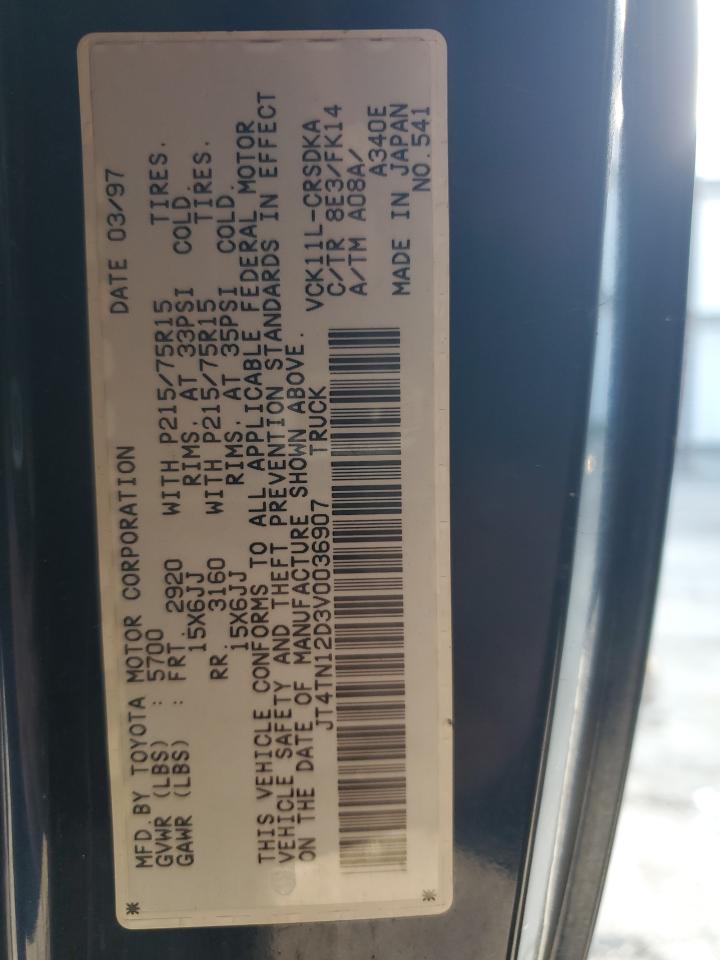 MFD.BY TOYOTA MOTOR CORPORATION DATE 03/97
GVWR (LBS) : 5700
GAWR (LBS) : FRT. 2920 WITH P215/75R15 TIRES.
15X6JJ RIMS, AT 33PSI COLD.
RR. 3160 WITH P215/75R15 TIRES.
15X6JJ RIMS, AT 35PSI COLD.
THIS VEHICLE CONFORMS TO ALL APPLICABLE FEDERAL MOTOR
VEHICLE SAFETY AND THEFT PREVENTION STANDARDS IN EFFECT
ON THE DATE OF MANUFACTURE SHOWN ABOVE.
JT4TN12D3V0036907 TRUCK
VCK11L-CRSDKA
C/TR 8E3/FK14
A/TM A08A/
A340E
MADE IN JAPAN
NO.541